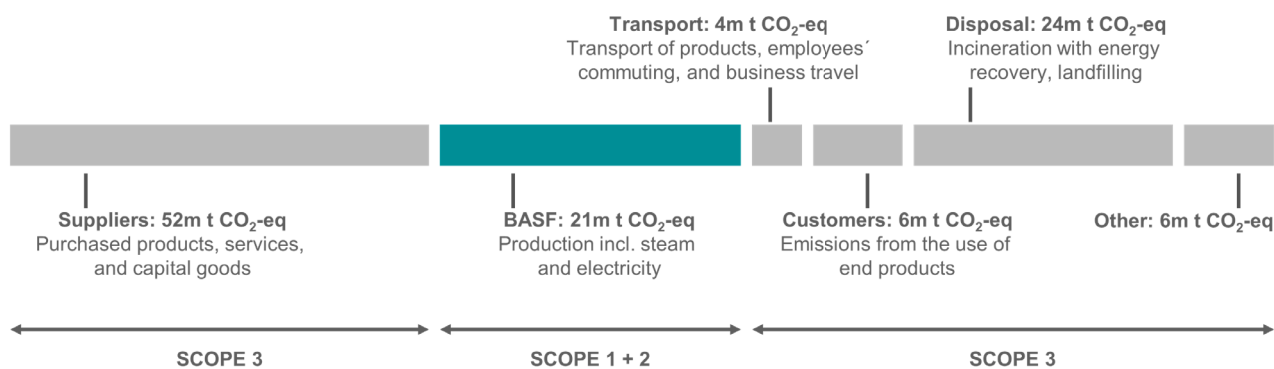 Transport: 4m t CO₂-eq
Transport of products, employees´
commuting, and business travel
Disposal: 24m t CO₂-eq
Incineration with energy
recovery, landfilling
Suppliers: 52m t CO₂-eq
Purchased products, services,
and capital goods
BASF: 21m t CO₂-eq
Production incl. steam
and electricity
Customers: 6m t CO₂-eq
Emissions from the use of
end products
Other: 6m t CO₂-eq
SCOPE 3
SCOPE 1 + 2
SCOPE 3